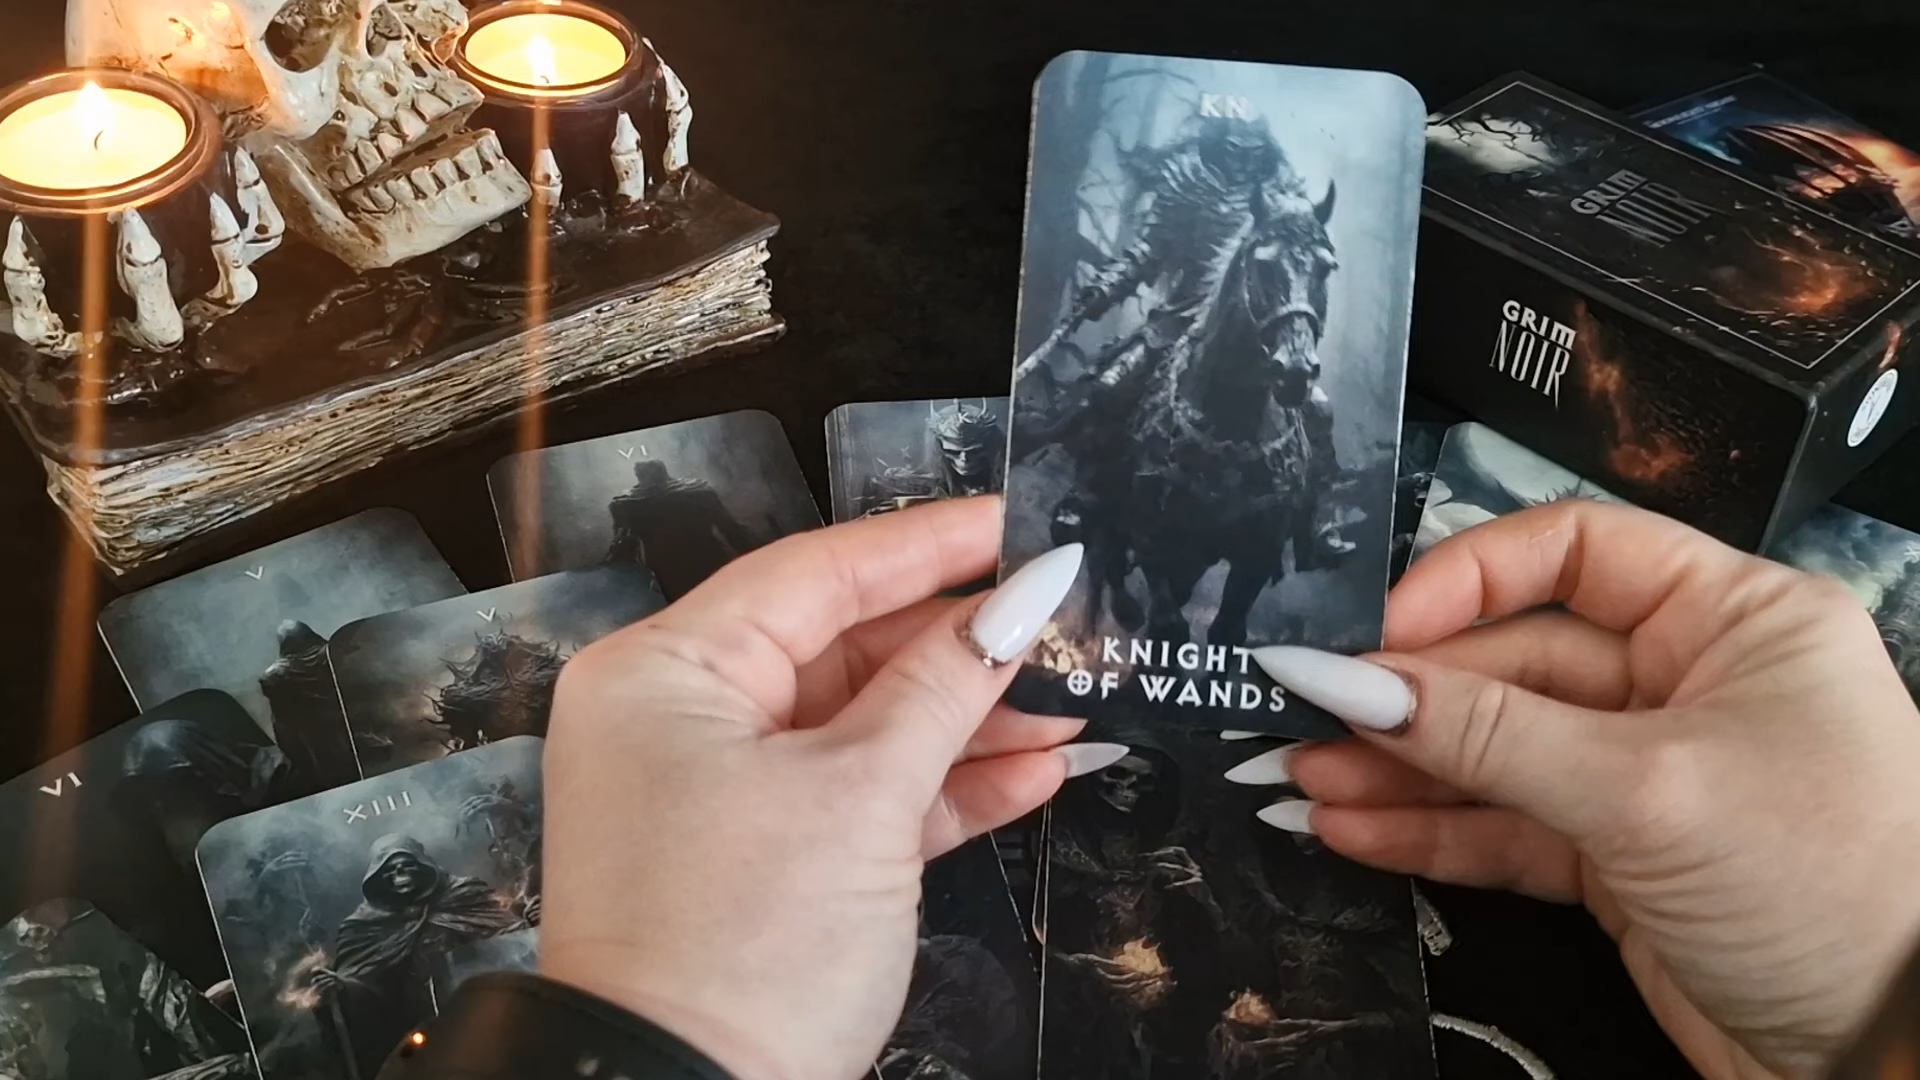 KN
KNIGHT
OF WANDS
GRIM
NOIR
GRIM
NOIR
VI
K
V
V
VI
XIII